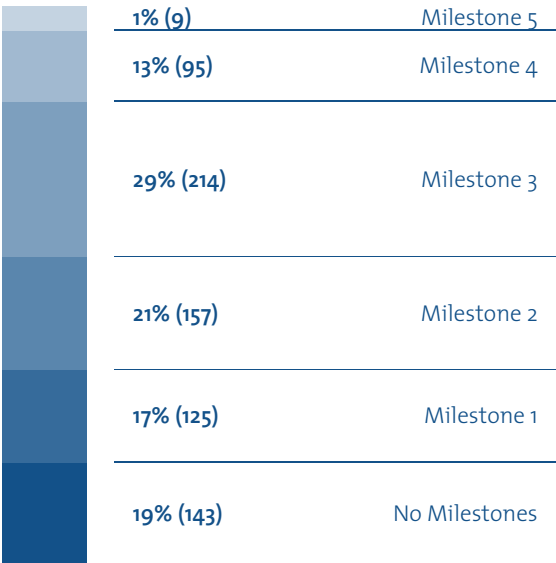 1% (9) Milestone 5
13% (95) Milestone 4
29% (214) Milestone 3
21% (157) Milestone 2
17% (125) Milestone 1
19% (143) No Milestones